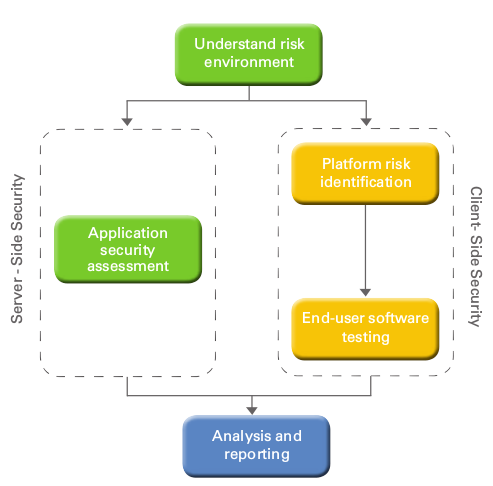 Understand risk
environment
Server - Side Security
Application
security
assessment
Platform risk
identification
End-user software
testing
Client- Side Security
Analysis and
reporting